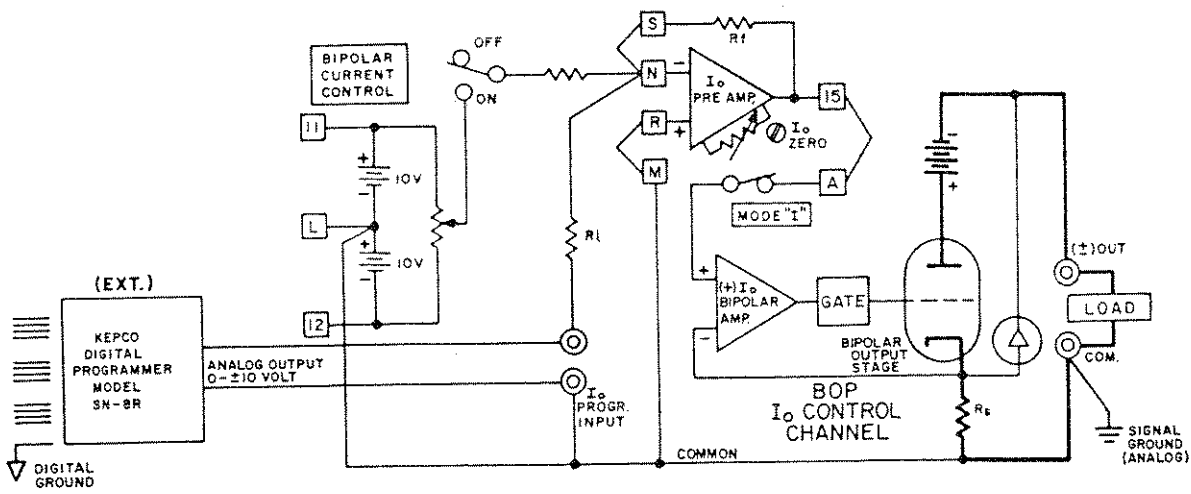 BIPOLAR
CURRENT
CONTROL
OFF
ON
11
+
-
10V
L
+
-
10V
12
S
N
R
M
Rf
-
Io
PRE AMP.
+
Io
ZERO
15
A
MODE "I"
Ri
(EXT.)
KEPCO
DIGITAL
PROGRAMMER
MODEL
SN-8R
ANALOG OUTPUT
0-±10 VOLT
DIGITAL
GROUND
Io
PROGR.
INPUT
+
(+) Io
BIPOLAR
AMP.
-
GATE
-
+
BIPOLAR
OUTPUT
STAGE
BOP
Io CONTROL
CHANNEL
COMMON
(±) OUT
LOAD
COM.
SIGNAL
GROUND
(ANALOG)